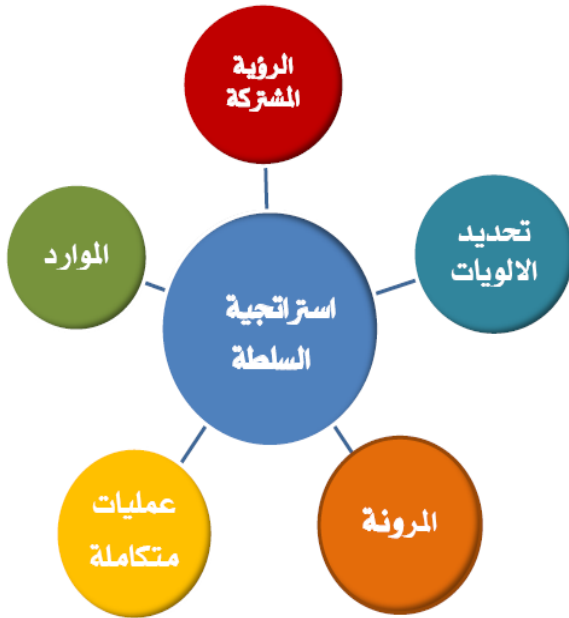 الرؤية
المشتركة
تحديد
الالويات
الموارد
استراتجية
السلطة
عمليات
متكاملة
المرونة